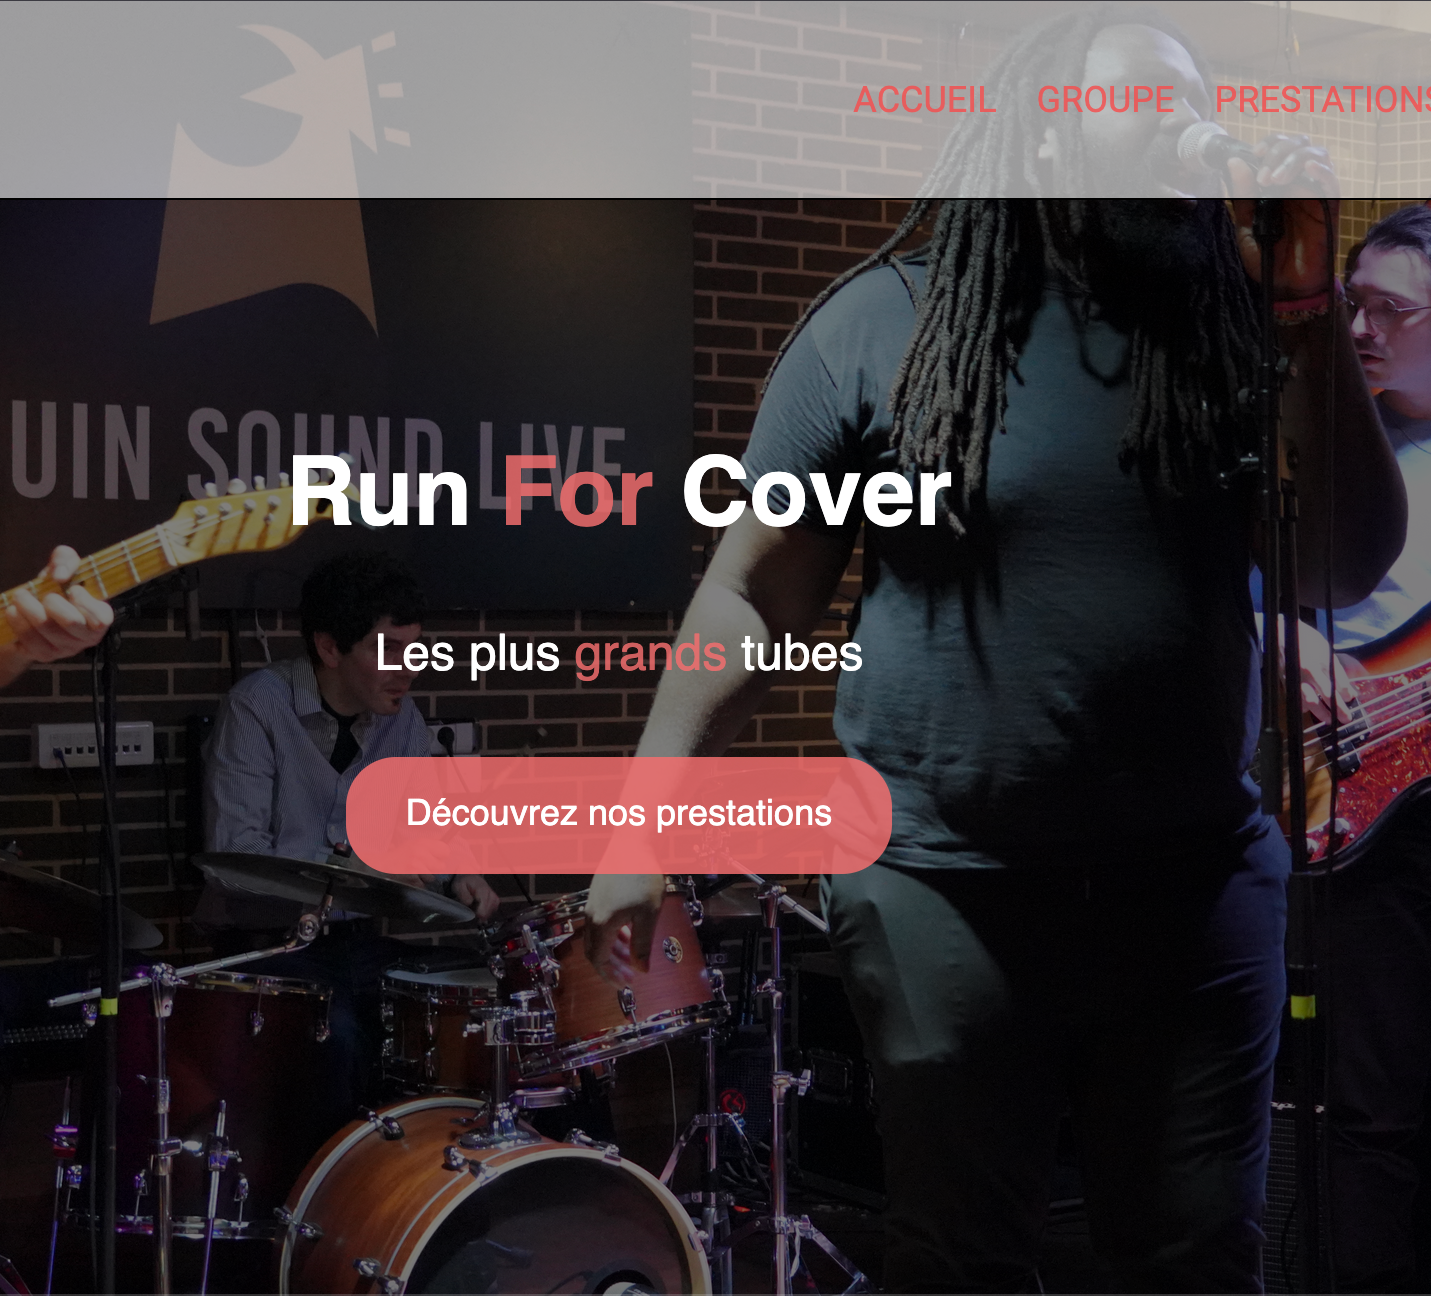 ACCUEIL GROUPE PRESTATIONS
UIN SOUND LIVE
Run For Cover
Les plus grands tubes
Découvrez nos prestations